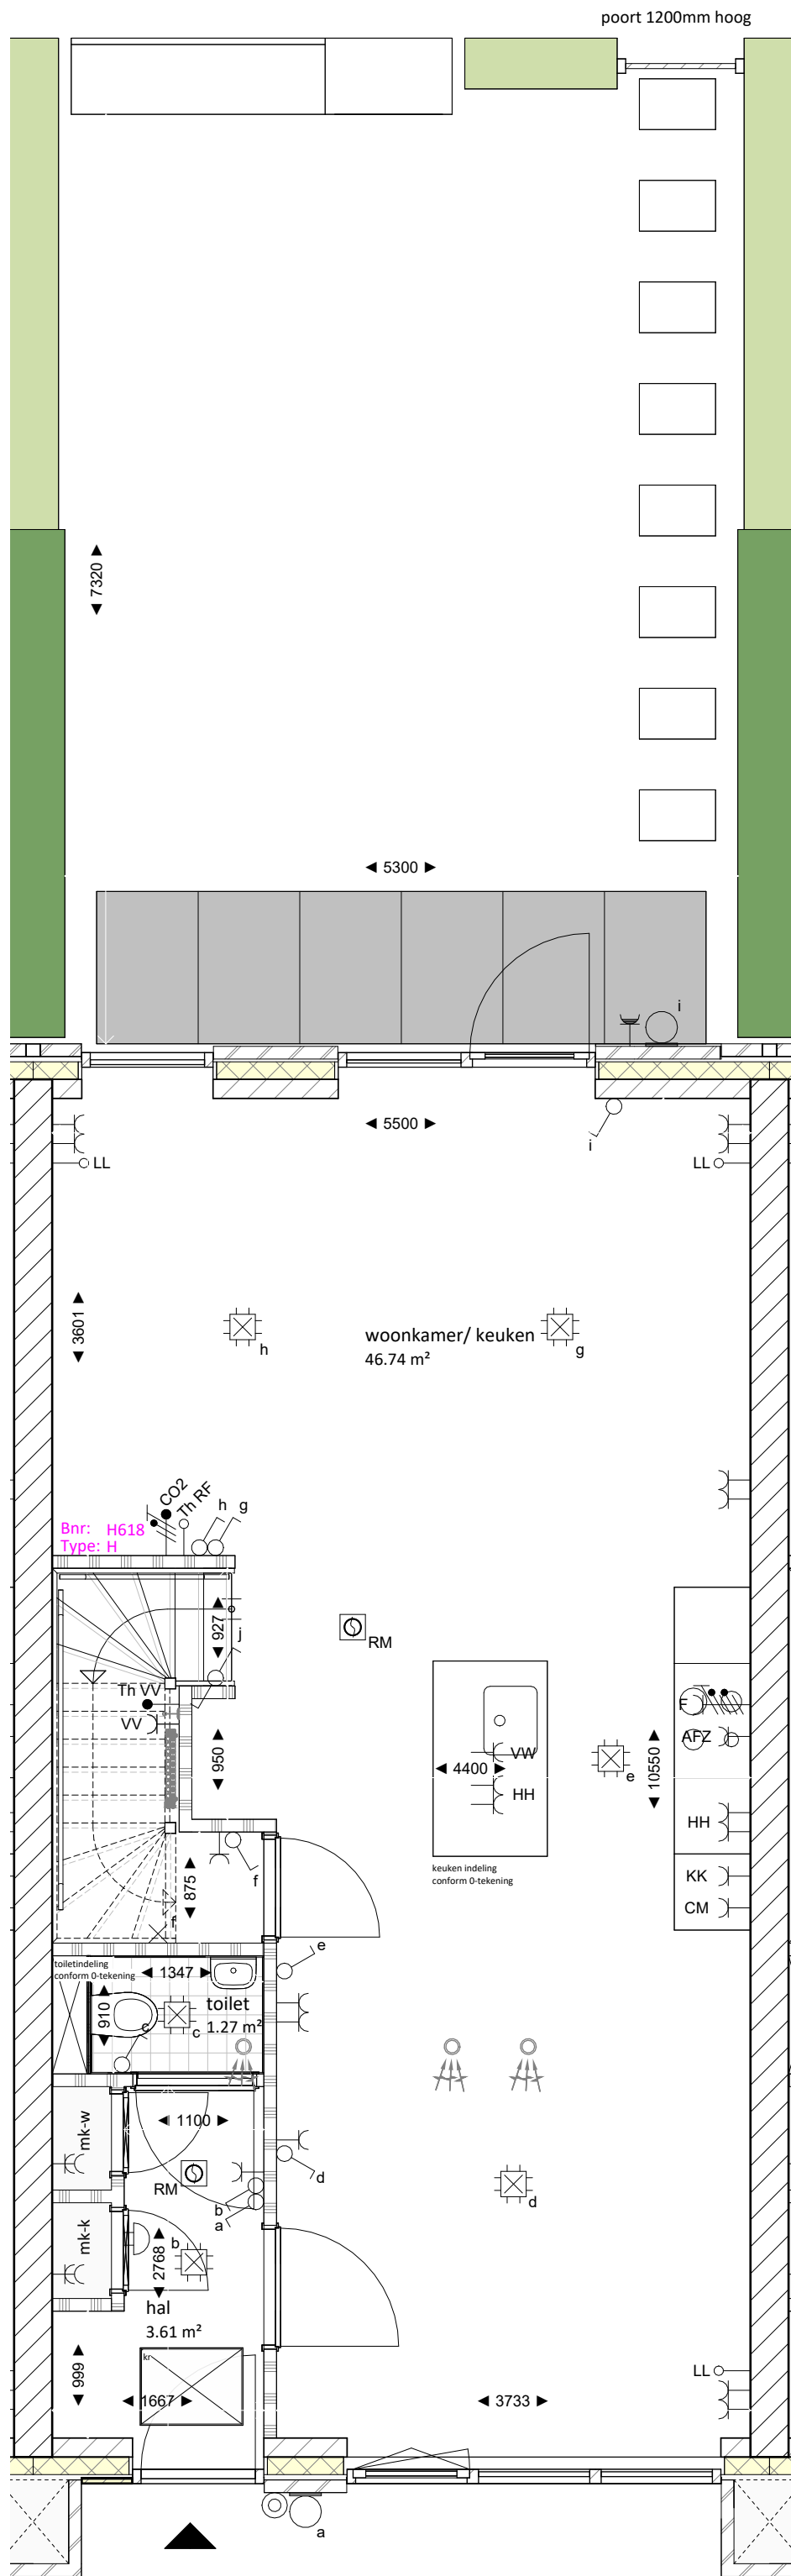 poort 1200mm hoog
7320
5300
i
5500
i
LL
LL
3601
h
woonkamer/ keuken
46.74 m²
g
CO2
Th RF
h
g
Bnr: H618
Type: H
927
j
RM
Th VV
VV
F
AFZ
950
VW
4400
HH
e
10550
HH
keuken indeling
conform 0-tekening
KK
CM
875
f
f
e
toiletindeling
conform 0-tekening
1347
910
toilet
1.27 m²
c
c
mk-w
1100
RM
d
b
a
d
mk-k
b
2768
hal
3.61 m²
kr
999
1667
LL
3733
a